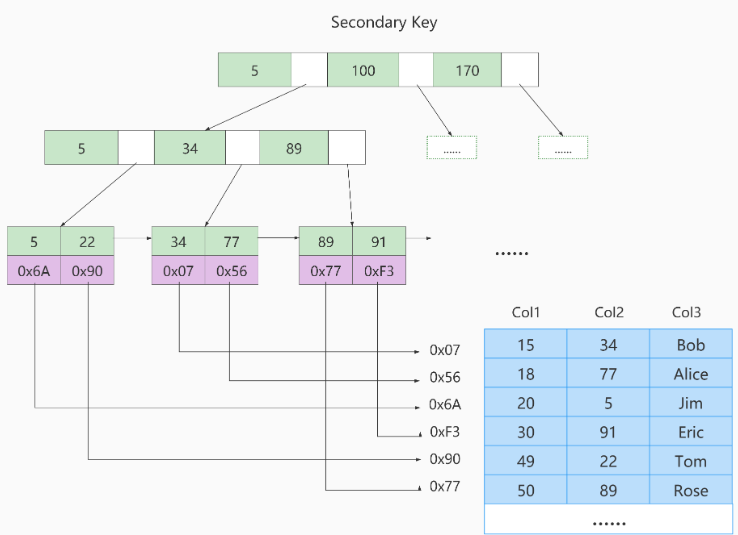 Secondary Key
5 100 170
5 34 89
...... ......
5 22 34 77 89 91
0x6A 0x90 0x07 0x56 0x77 0xF3
......
Col1 Col2 Col3
0x07 15 34 Bob
0x56 18 77 Alice
0x6A 20 5 Jim
0xF3 30 91 Eric
0x90 49 22 Tom
0x77 50 89 Rose
......